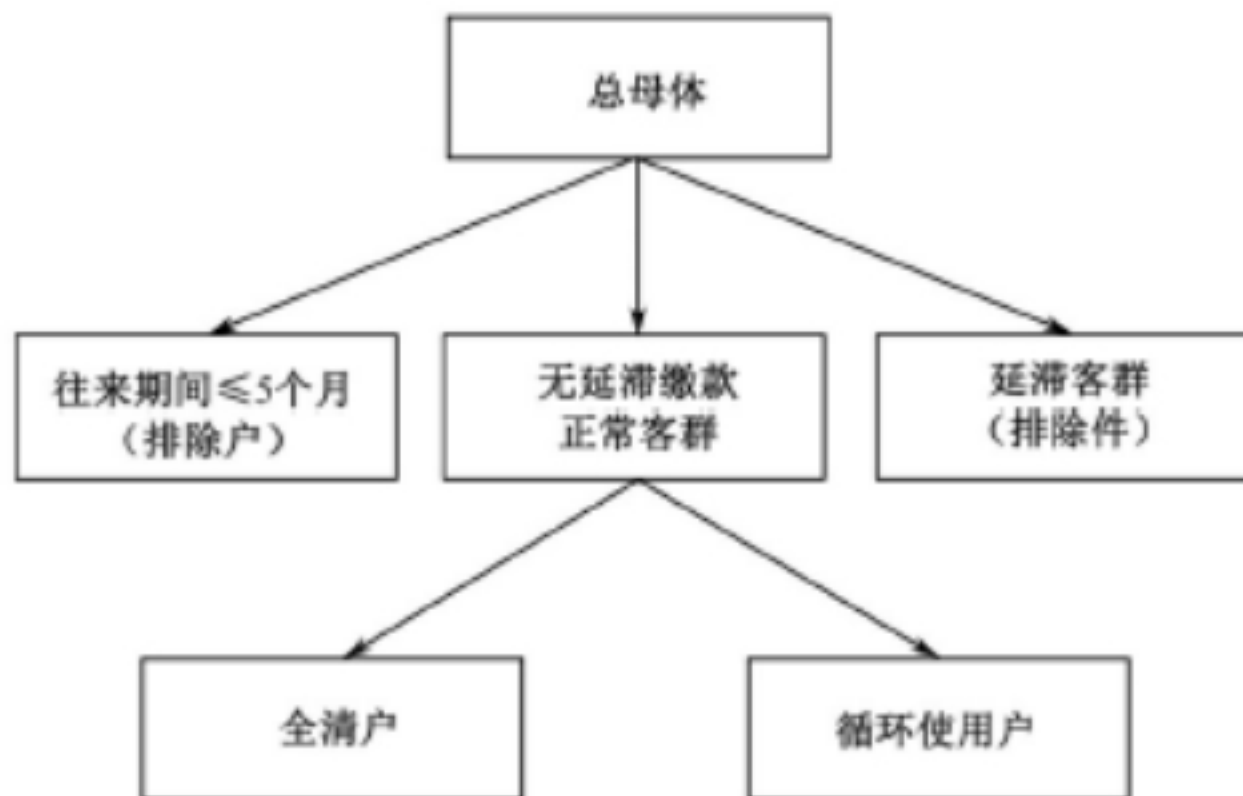 总母体
往来期间≤5个月
（排除户）
无延滞缴款
正常客群
延滞客群
（排除件）
全清户
循环使用户